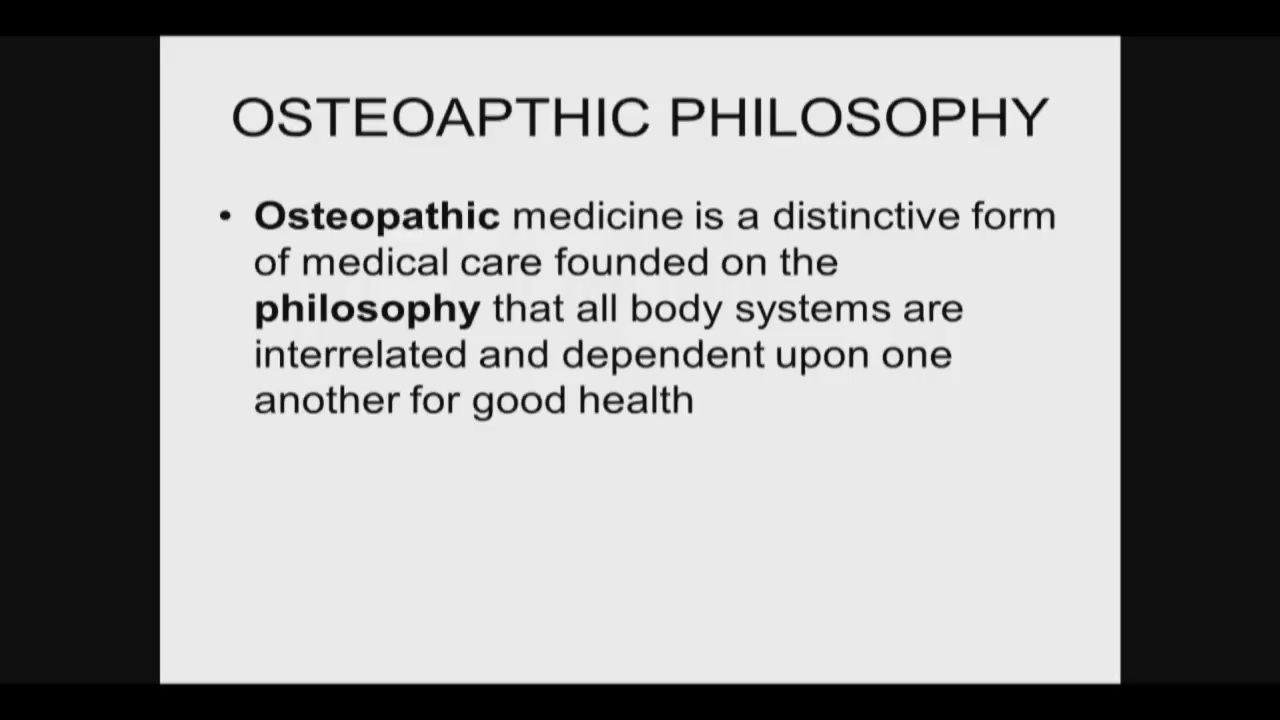 OSTEOAPTHIC PHILOSOPHY
• Osteopathic medicine is a distinctive form
of medical care founded on the
philosophy that all body systems are
interrelated and dependent upon one
another for good health